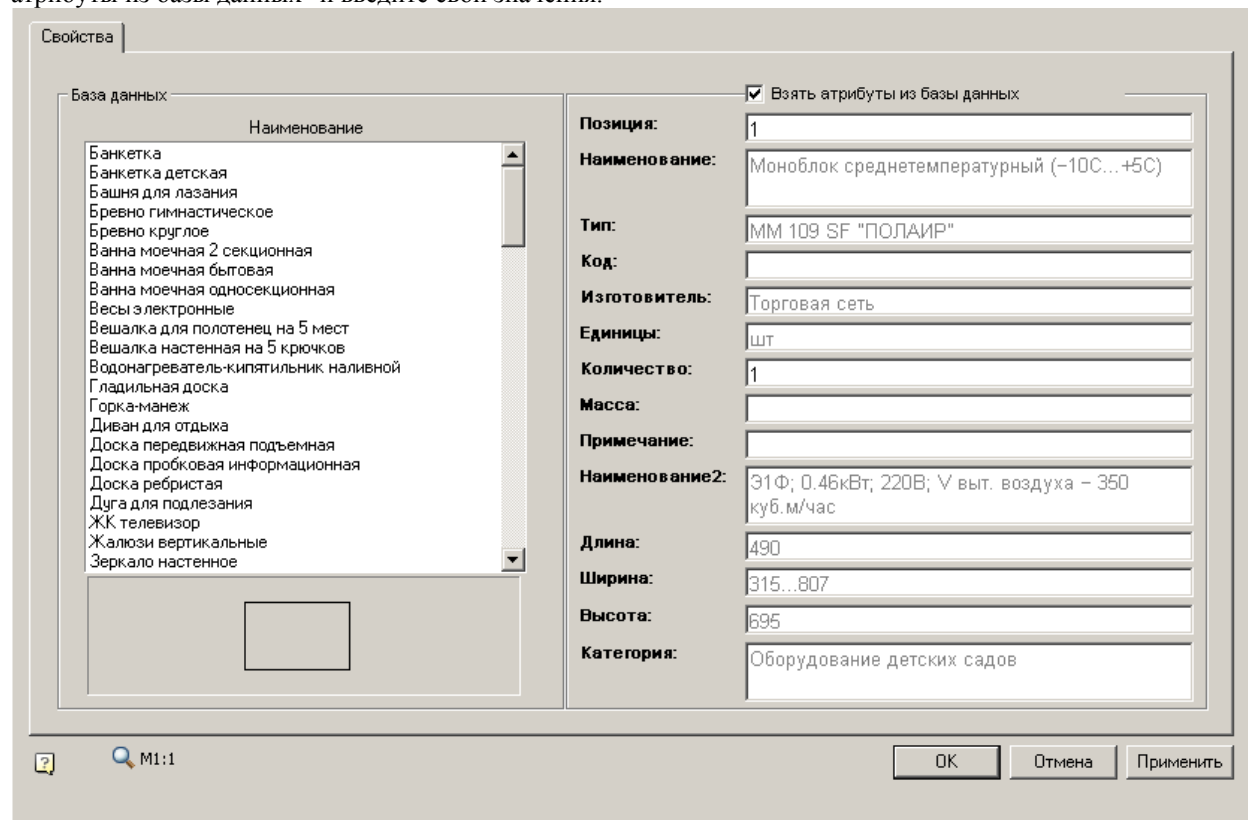 атрибуты из базы данных" и введите свои значения.
Свойства
База данных
Наименование
Банкетка
Банкетка детская
Башня для лазания
Бревно гимнастическое
Бревно круглое
Ванна моечная 2 секционная
Ванна моечная бытовая
Ванна моечная односекционная
Весы электронные
Вешалка для полотенец на 5 мест
Вешалка настенная на 5 крючков
Водонагреватель-кипятильник наливной
Гладильная доска
Горка-манеж
Диван для отдыха
Доска передвижная подъемная
Доска пробковая информационная
Доска ребристая
Дуга для подлезания
ЖК телевизор
Жалюзи вертикальные
Зеркало настенное
Взять атрибуты из базы данных
Позиция: 1
Наименование: Моноблок среднетемпературный (−10С...+5С)
Тип: ММ 109 SF "ПОЛАИР"
Код:
Изготовитель: Торговая сеть
Единицы: шт
Количество: 1
Масса:
Примечание:
Наименование2: Э1Ф; 0.46кВт; 220В; V выт. воздуха − 350
куб.м/час
Длина: 490
Ширина: 315...807
Высота: 695
Категория: Оборудование детских садов
М1:1
ОК Отмена Применить